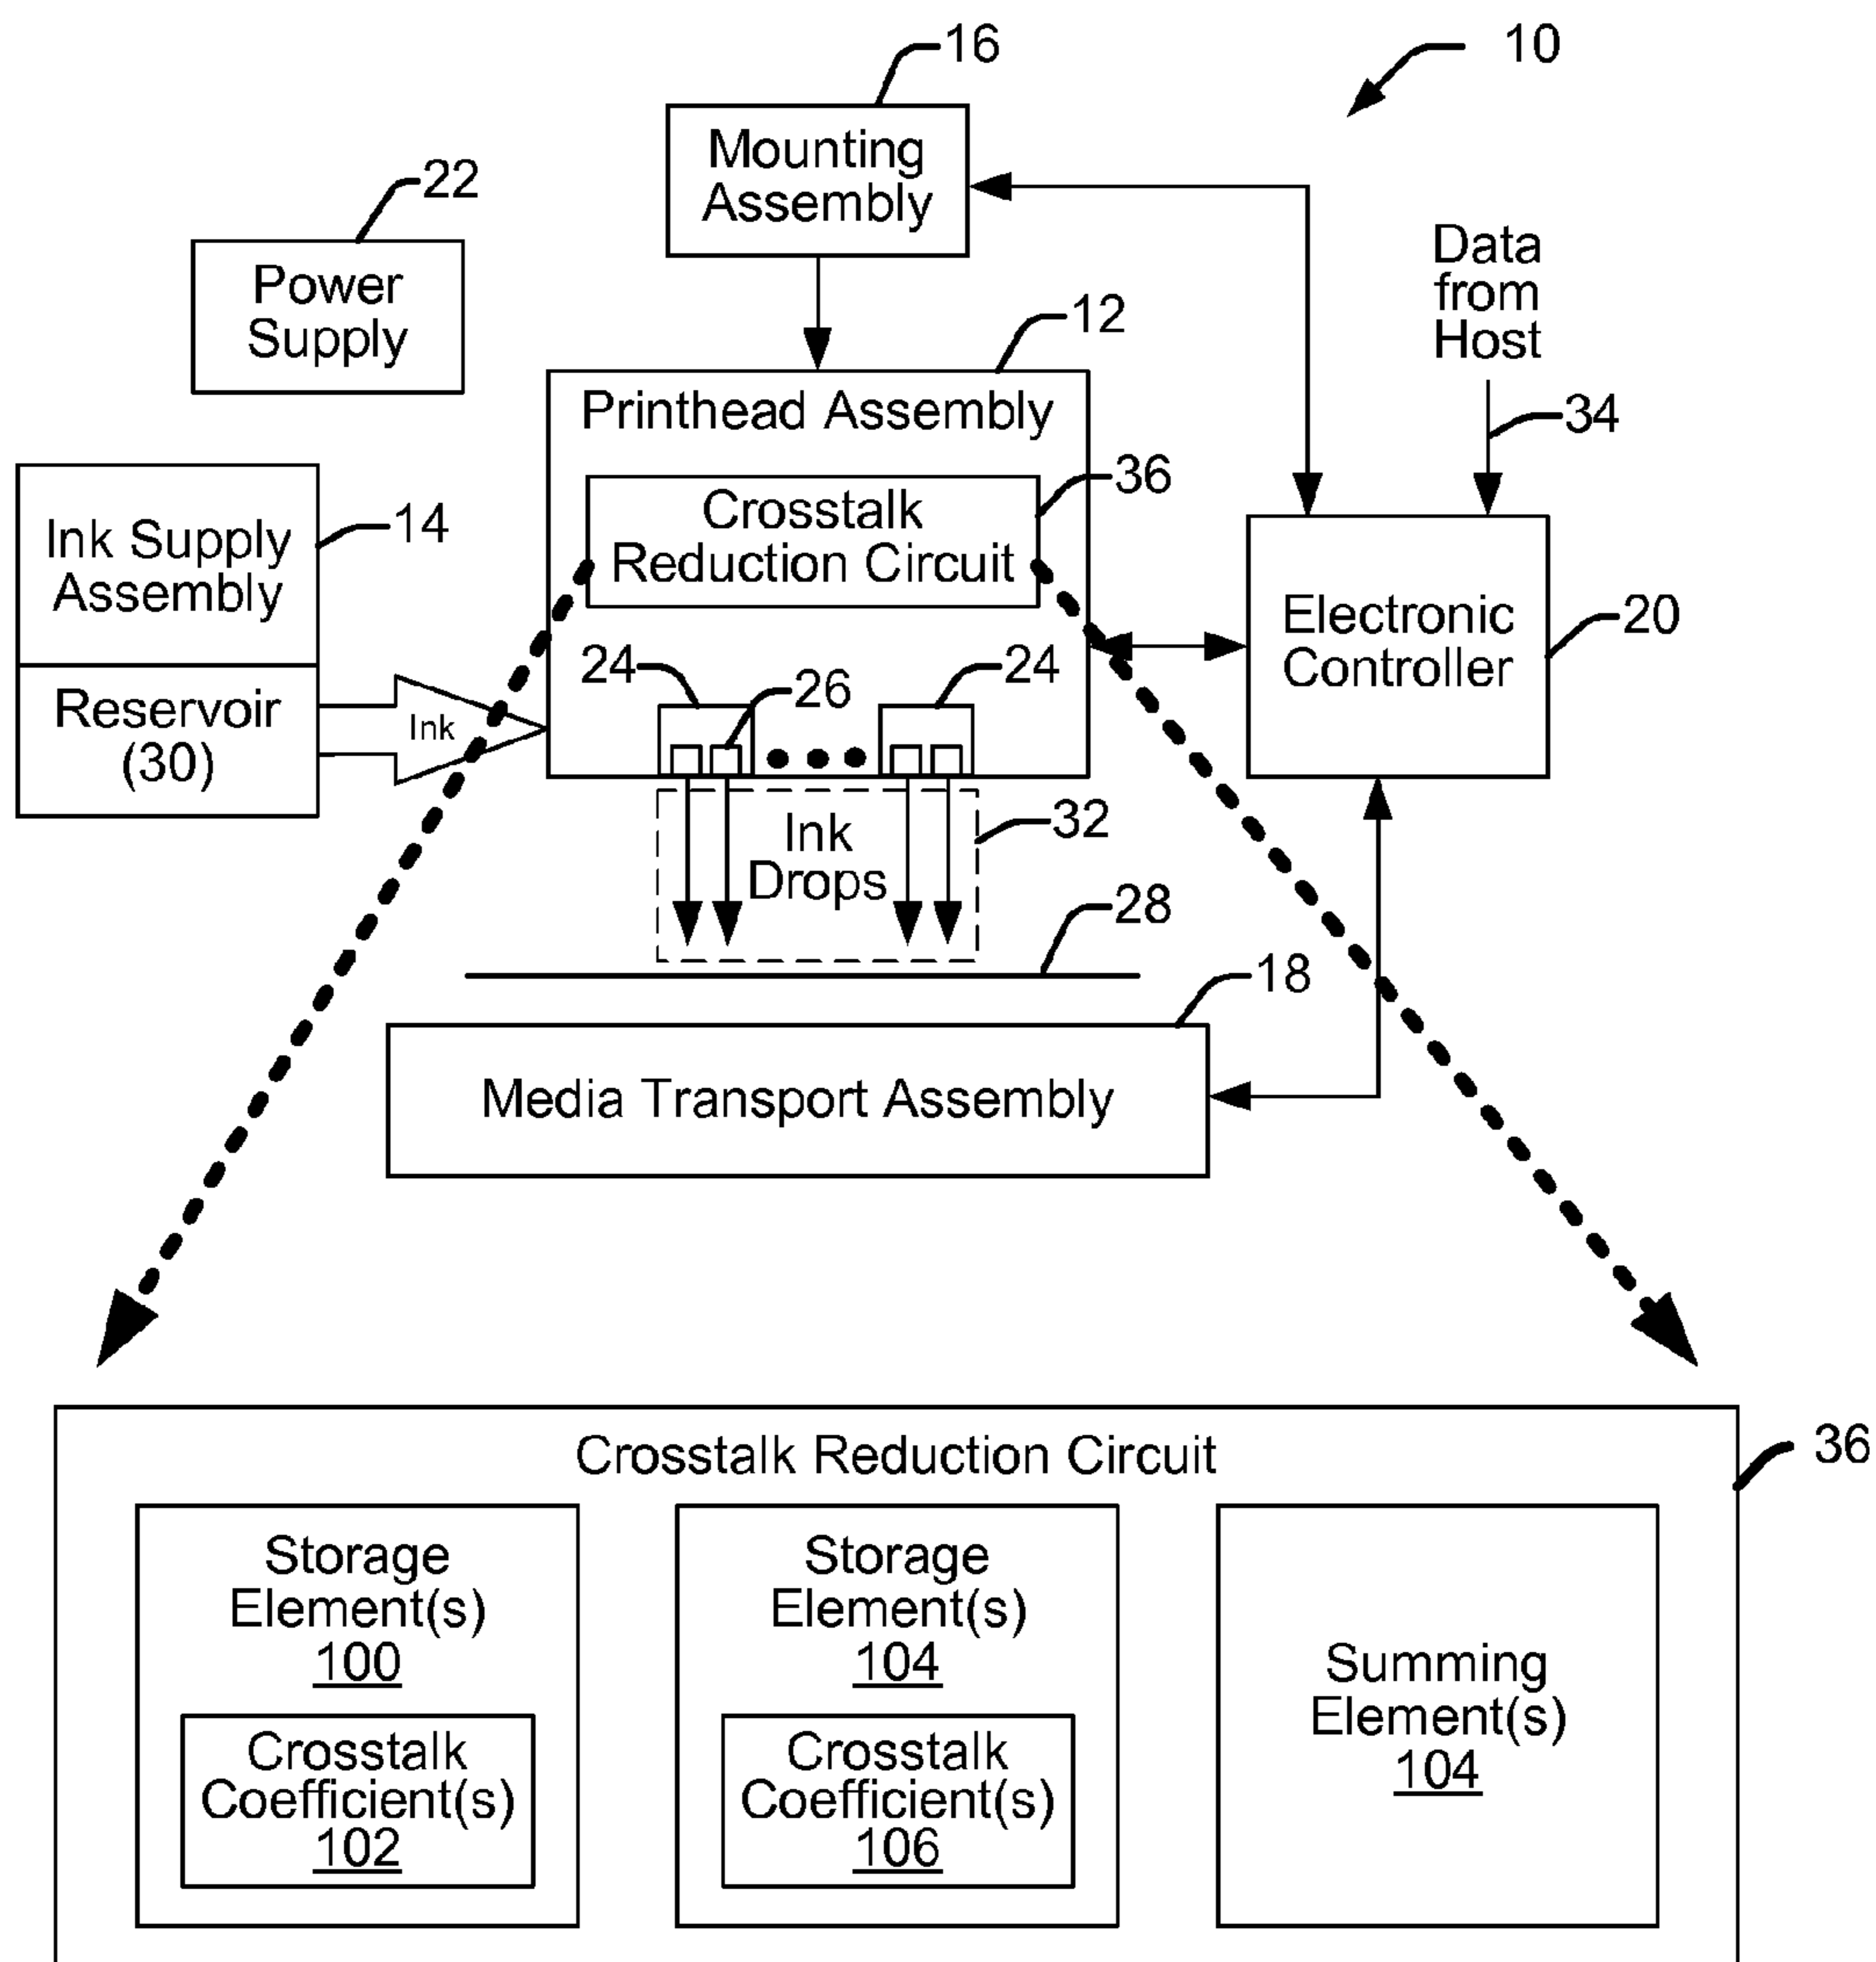 16
10
Mounting
Assembly
22
Power
Supply
Data
from
Host
12
34
Printhead Assembly
36
Crosstalk
Reduction Circuit
14
Ink Supply
Assembly
Electronic
Controller
20
24
26
24
Reservoir
(30)
Ink
Ink
Drops
32
28
18
Media Transport Assembly
36
Crosstalk Reduction Circuit
Storage
Element(s)
100
Crosstalk
Coefficient(s)
102
Storage
Element(s)
104
Crosstalk
Coefficient(s)
106
Summing
Element(s)
104